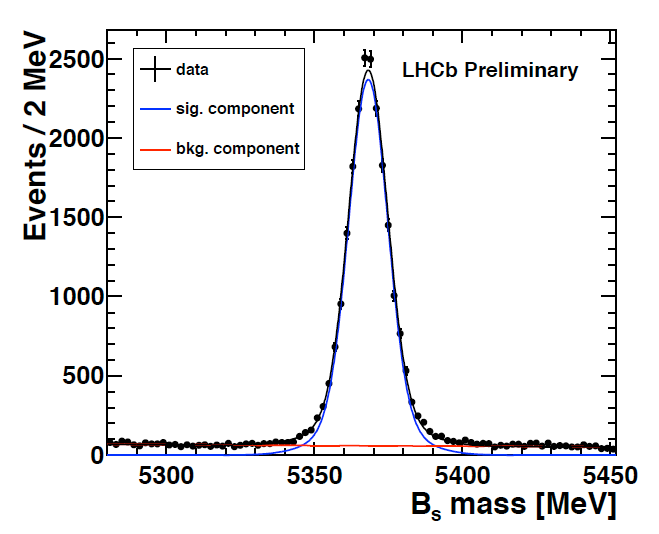 LHCb Preliminary
data
sig. component
bkg. component
Events / 2 MeV
2500
2000
1500
1000
500
0
5300
5350
5400
5450
Bs mass [MeV]